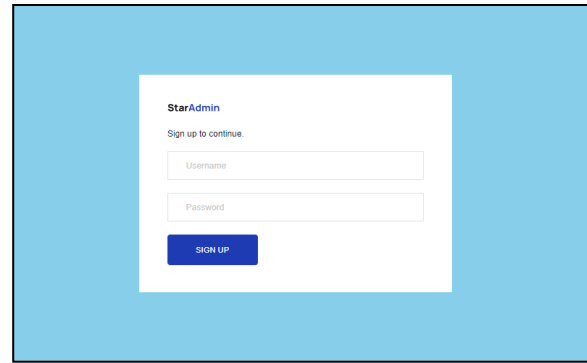 StarAdmin
Sign up to continue.
Username
Password
SIGN UP